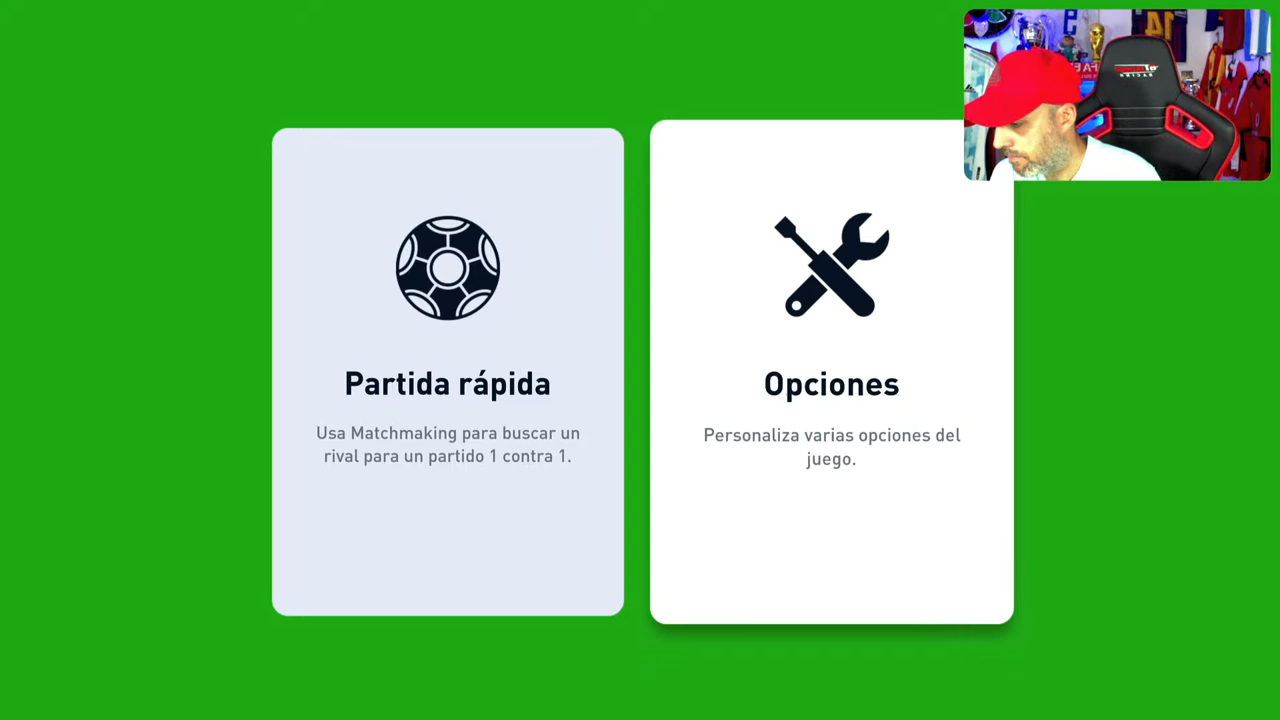 Partida rápida
Usa Matchmaking para buscar un
rival para un partido 1 contra 1.
Opciones
Personaliza varias opciones del
juego.
14